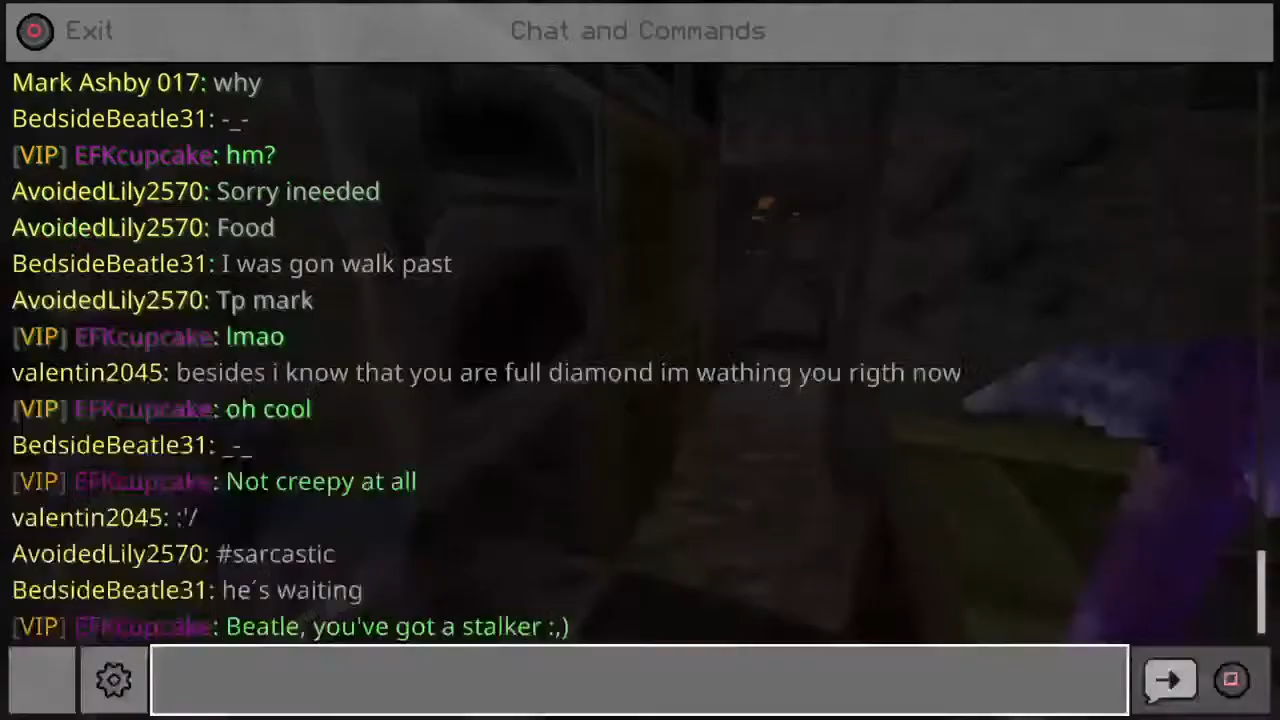 Exit
Chat and Commands
Mark Ashby 017: why
BedsideBeatle31: -_-
[VIP] EFKcupcake: hm?
AvoidedLily2570: Sorry ineeded
AvoidedLily2570: Food
BedsideBeatle31: I was gon walk past
AvoidedLily2570: Tp mark
[VIP] EFKcupcake: lmao
valentin2045: besides i know that you are full diamond im wathing you rigth now
[VIP] EFKcupcake: oh cool
BedsideBeatle31: _-_
[VIP] EFKcupcake: Not creepy at all
valentin2045: :'/
AvoidedLily2570: #sarcastic
BedsideBeatle31: he´s waiting
[VIP] EFKcupcake: Beatle, you've got a stalker :,)